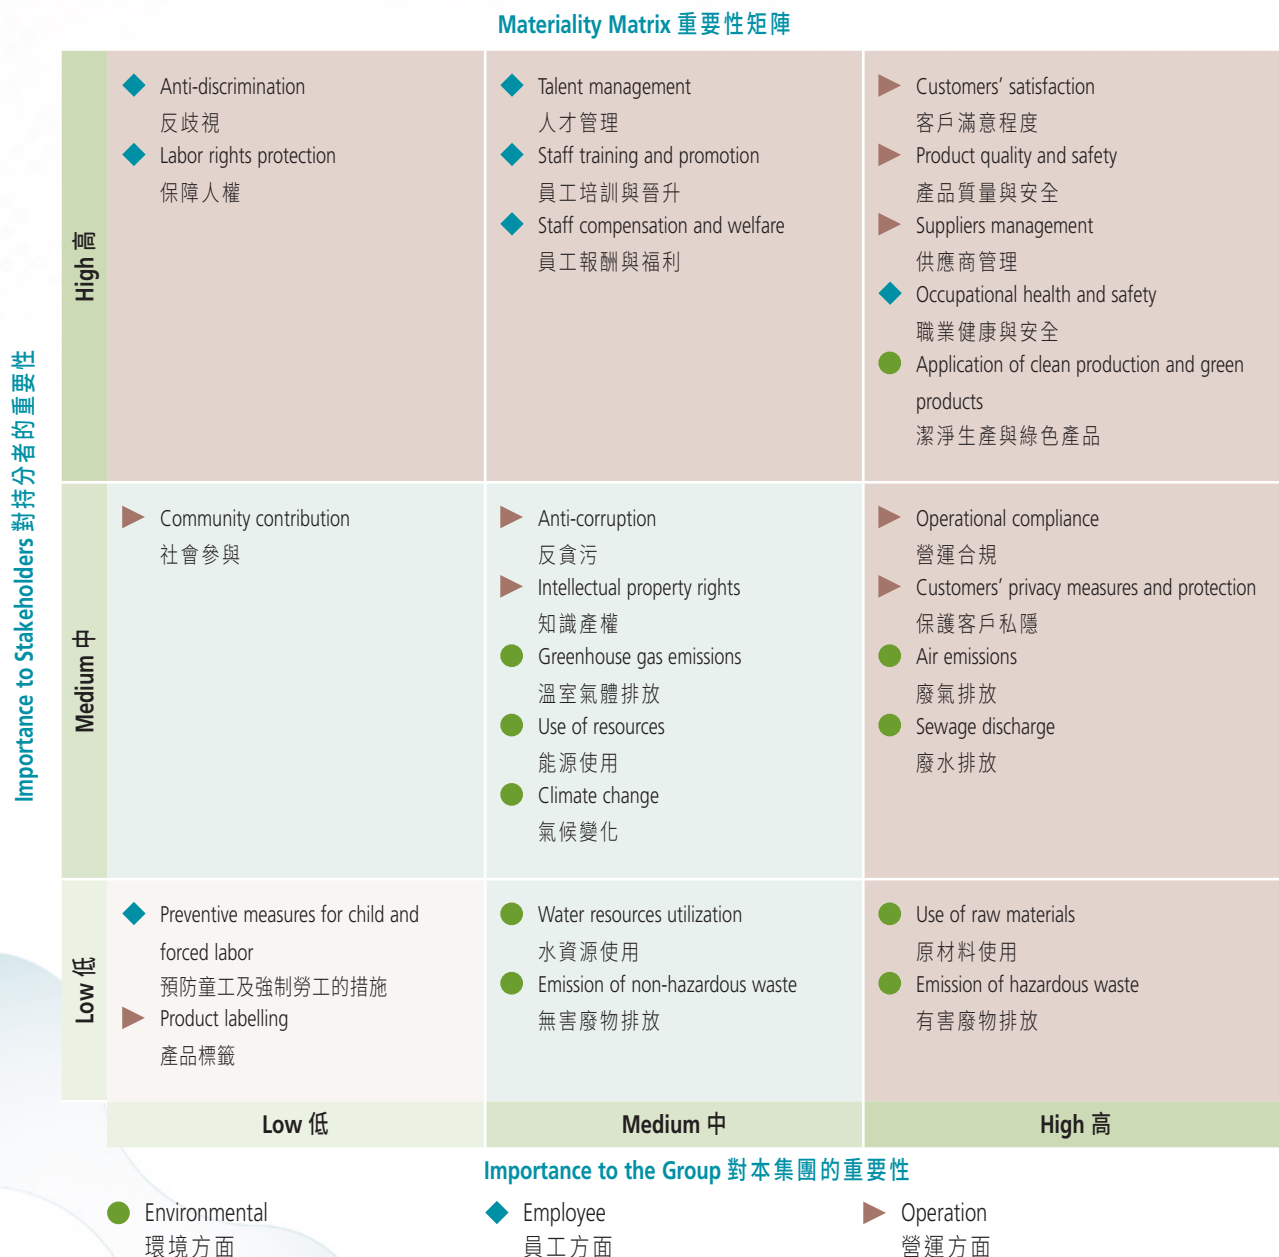 Materiality Matrix 重要性矩陣
Importance to Stakeholders 對持分者的重要性
High 高
Anti-discrimination
反歧視
Labor rights protection
保障人權
Talent management
人才管理
Staff training and promotion
員工培訓與晉升
Staff compensation and welfare
員工報酬與福利
Customers’ satisfaction
客戶滿意程度
Product quality and safety
產品質量與安全
Suppliers management
供應商管理
Occupational health and safety
職業健康與安全
Application of clean production and green
products
潔淨生產與綠色產品
Medium 中
Community contribution
社會參與
Anti-corruption
反貪污
Intellectual property rights
知識產權
Greenhouse gas emissions
溫室氣體排放
Use of resources
能源使用
Climate change
氣候變化
Operational compliance
營運合規
Customers’ privacy measures and protection
保護客戶私隱
Air emissions
廢氣排放
Sewage discharge
廢水排放
Low 低
Preventive measures for child and
forced labor
預防童工及強制勞工的措施
Product labelling
產品標籤
Water resources utilization
水資源使用
Emission of non-hazardous waste
無害廢物排放
Use of raw materials
原材料使用
Emission of hazardous waste
有害廢物排放
Low 低
Medium 中
High 高
Importance to the Group 對本集團的重要性
Environmental
環境方面
Employee
員工方面
Operation
營運方面